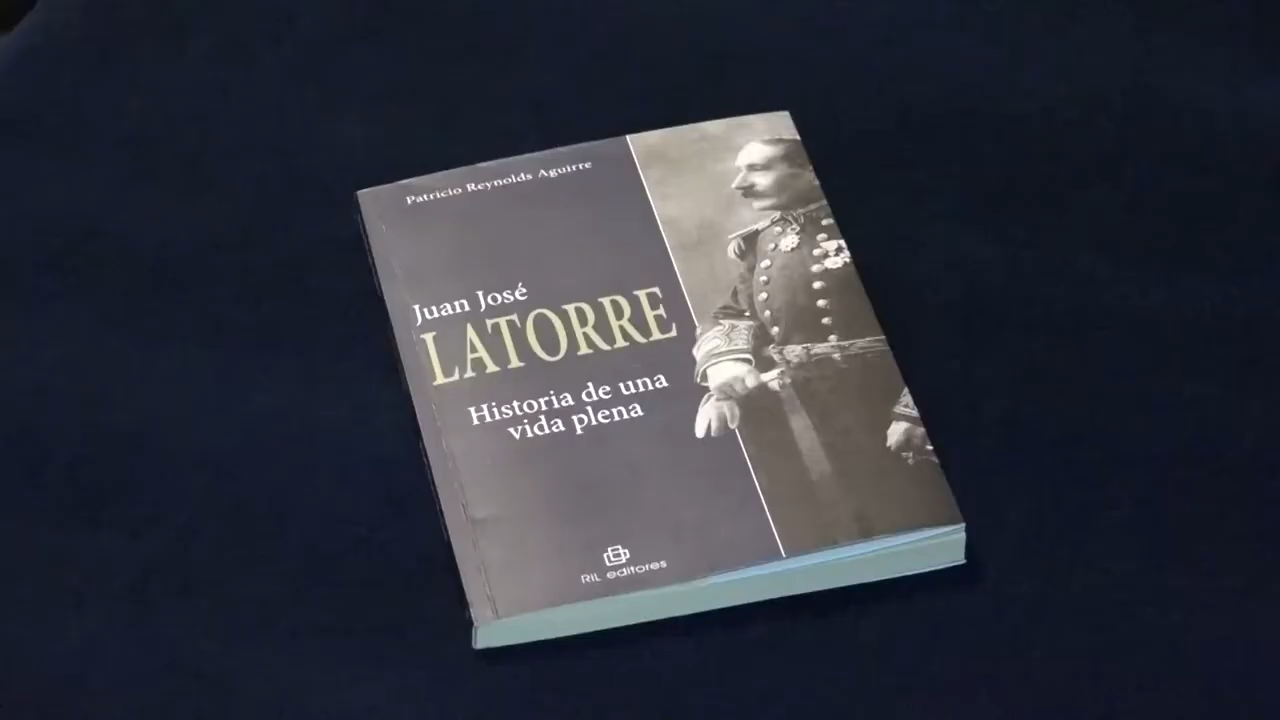 Patricio Reynolds Aguirre
Juan José
LATORRE
Historia de una
vida plena
RIL editores